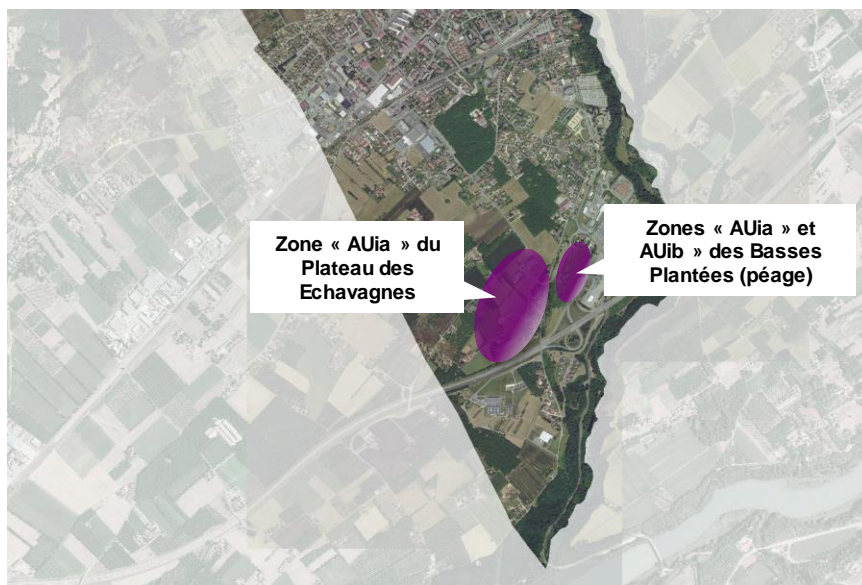 Zone « AUia » du
Plateau des
Echavagnes
Zones « AUia » et
AUib » des Basses
Plantées (péage)